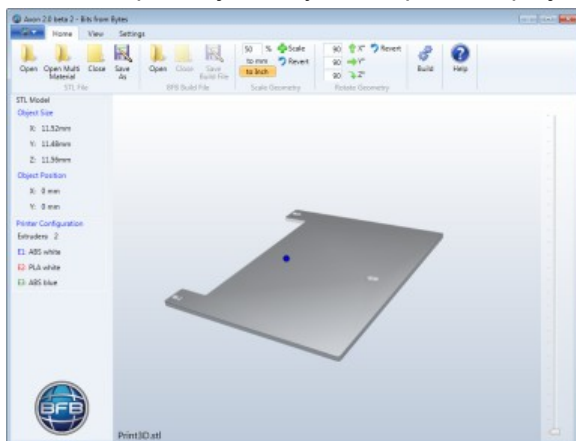 Axon 2.0 beta 2 - Bits from Bytes
Home View Settings
Open Open Multi Material Close Save As
STL File
Open Close Save Build File
BFB Build File
50 % Scale
to mm Revert
to Inch
Scale Geometry
90 X° Revert
90 Y°
90 Z°
Rotate Geometry
Build Help
STL Model
Object Size
X: 11.52mm
Y: 11.48mm
Z: 11.56mm
Object Position
X: 0 mm
Y: 0 mm
Printer Configuration
Extruders 2
E1: ABS white
E2: PLA white
E3: ABS blue
BFB
Print3D.stl